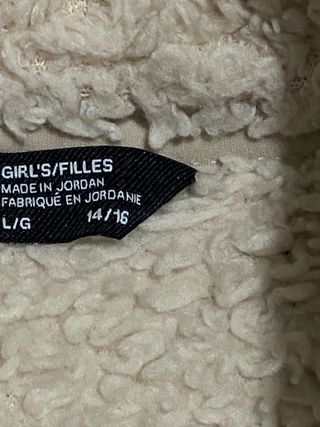 GIRL'S/FILLES
MADE IN JORDAN
FABRIQUÉ EN JORDANIE
L/G 14/16